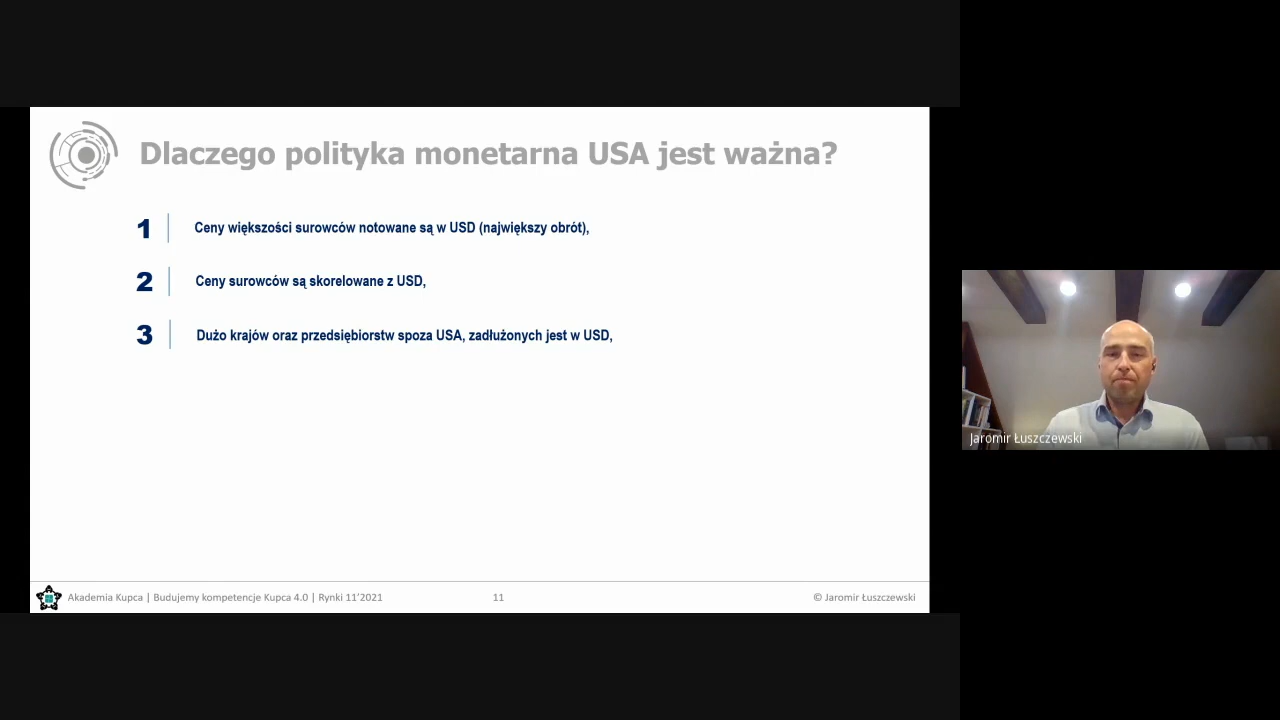 Dlaczego polityka monetarna USA jest ważna?
1 Ceny większości surowców notowane są w USD (największy obrót),
2 Ceny surowców są skorelowane z USD,
3 Dużo krajów oraz przedsiębiorstw spoza USA, zadłużonych jest w USD,
Jaromir Łuszczewski
Akademia Kupca | Budujemy kompetencje Kupca 4.0 | Rynki 11’2021 11 © Jaromir Łuszczewski